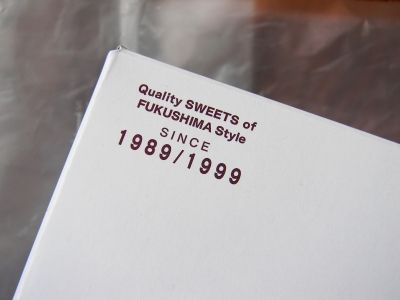 Quality SWEETS of
FUKUSHIMA Style
SINCE
1989/1999